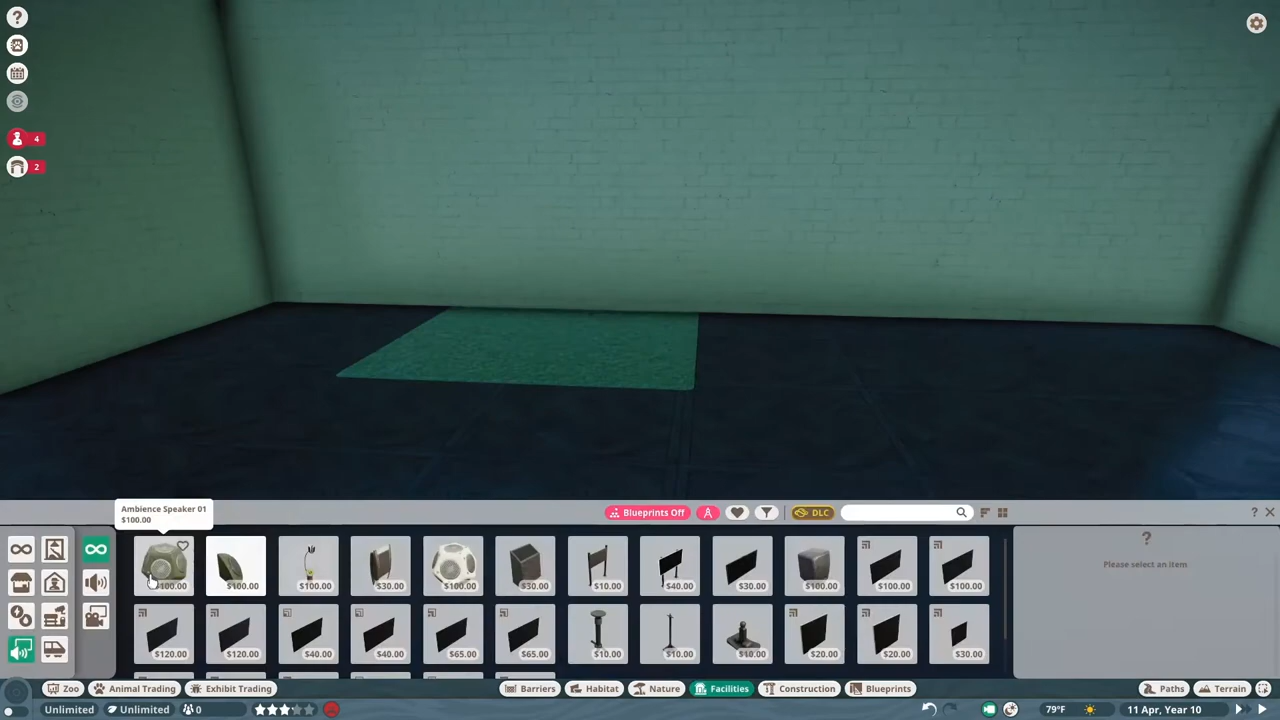 ?
4
2
Ambience Speaker 01
$100.00
Blueprints Off
DLC
?
$100.00 $100.00 $100.00 $30.00 $100.00 $30.00 $10.00 $40.00 $30.00 $100.00 $100.00 $100.00
?
Please select an item
$120.00 $120.00 $40.00 $40.00 $65.00 $65.00 $10.00 $10.00 $10.00 $20.00 $20.00 $30.00
Zoo Animal Trading Exhibit Trading Barriers Habitat Nature Facilities Construction Blueprints Paths Terrain
Unlimited Unlimited 0 79°F 11 Apr, Year 10